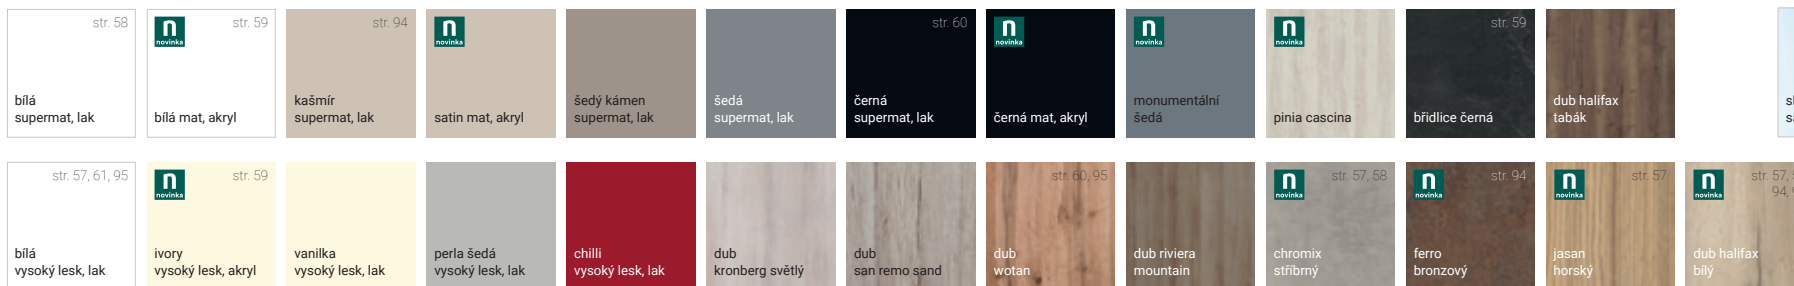 str. 58
bílá
supermat, lak
n
novinka
str. 59
bílá mat, akryl
str. 94
kašmír
supermat, lak
n
novinka
satin mat, akryl
šedý kámen
supermat, lak
šedá
supermat, lak
str. 60
černá
supermat, lak
n
novinka
černá mat, akryl
n
novinka
monumentální
šedá
n
novinka
pinia cascina
str. 59
břidlice černá
dub halifax
tabák
str. 57, 61, 95
bílá
vysoký lesk, lak
n
novinka
str. 59
ivory
vysoký lesk, akryl
vanilka
vysoký lesk, lak
perla šedá
vysoký lesk, lak
chilli
vysoký lesk, lak
dub
kronberg světlý
dub
san remo sand
str. 60, 95
dub
wotan
dub riviera
mountain
n
novinka
str. 57, 58
chromix
stříbrný
n
novinka
str. 94
ferro
bronzový
n
novinka
str. 57
jasan
horský
n
novinka
str. 57,
94,
dub halifax
bílý